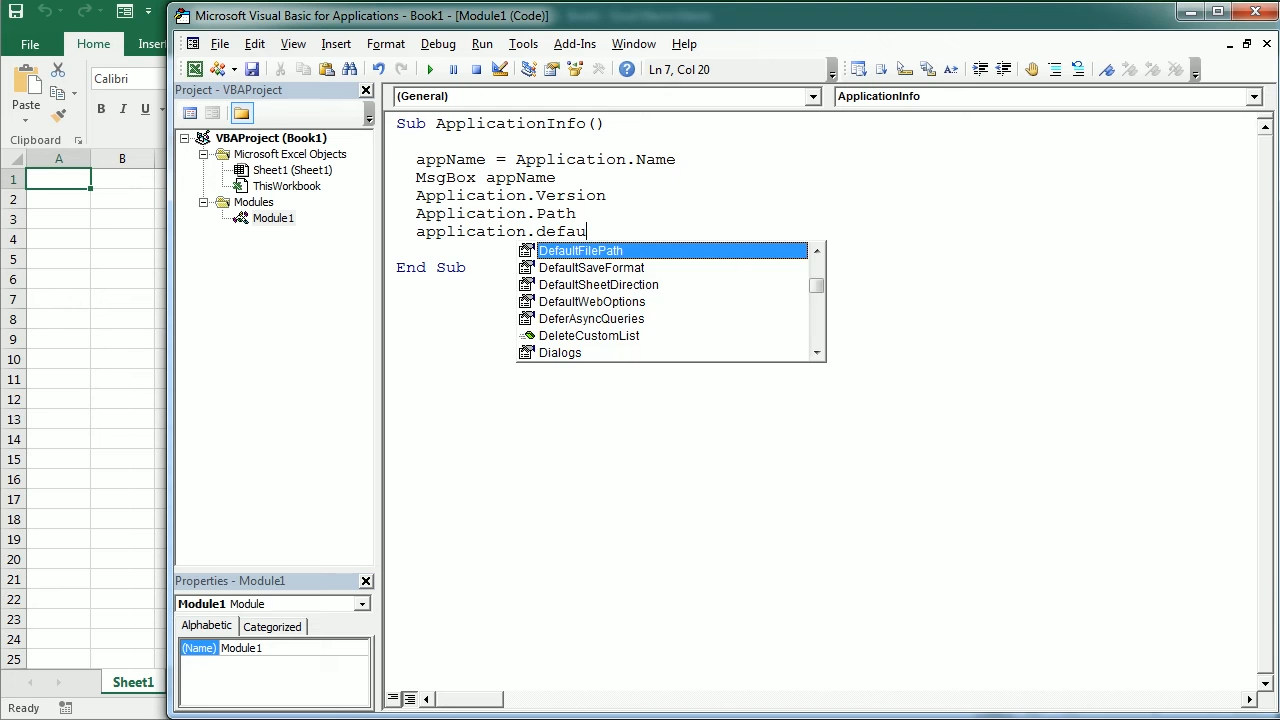 Microsoft Visual Basic for Applications - Book1 - [Module1 (Code)]
File
Home
Insert
File Edit View Insert Format Debug Run Tools Add-Ins Window Help
Ln 7, Col 20
Calibri
Paste
B I U
Clipboard
Project - VBAProject
VBAProject (Book1)
Microsoft Excel Objects
Sheet1 (Sheet1)
ThisWorkbook
Modules
Module1
(General)
ApplicationInfo
Sub ApplicationInfo()
appName = Application.Name
MsgBox appName
Application.Version
Application.Path
application.defau
End Sub
DefaultFilePath
DefaultSaveFormat
DefaultSheetDirection
DefaultWebOptions
DeferAsyncQueries
DeleteCustomList
Dialogs
A B
1
2
3
4
5
6
7
8
9
10
11
12
13
14
15
16
17
18
19
20
21
22
23
24
25
Properties - Module1
Module1 Module
Alphabetic Categorized
(Name) Module1
Sheet1
Ready